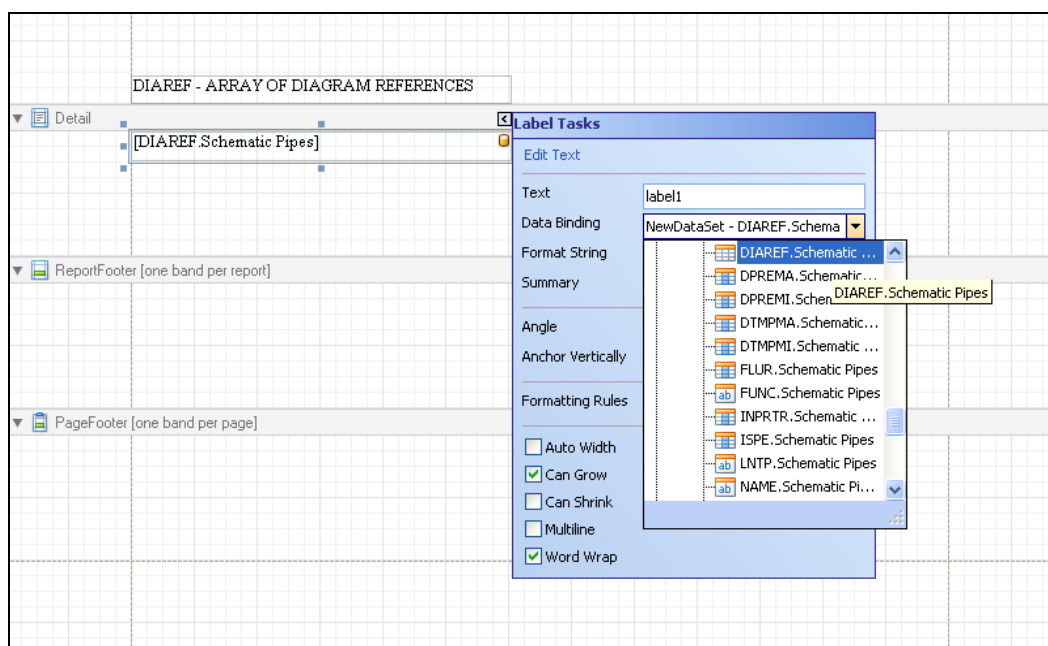 DIAREF - ARRAY OF DIAGRAM REFERENCES
Detail
[DIAREF.Schematic Pipes]
Label Tasks
Edit Text
Text label1
Data Binding NewDataSet - DIAREF.Schema
Format String
Summary
Angle
Anchor Vertically
Formatting Rules
DIAREF.Schematic ...
DPREMA.Schematic...
DPREMI.Schem
DIAREF.Schematic Pipes
DTMPMA.Schematic...
DTMPMI.Schematic ...
FLUR.Schematic Pipes
FUNC.Schematic Pipes
INPRTR.Schematic ...
ISPE.Schematic Pipes
LNTP.Schematic Pipes
NAME.Schematic Pi...
Auto Width
Can Grow
Can Shrink
Multiline
Word Wrap
ReportFooter [one band per report]
PageFooter [one band per page]